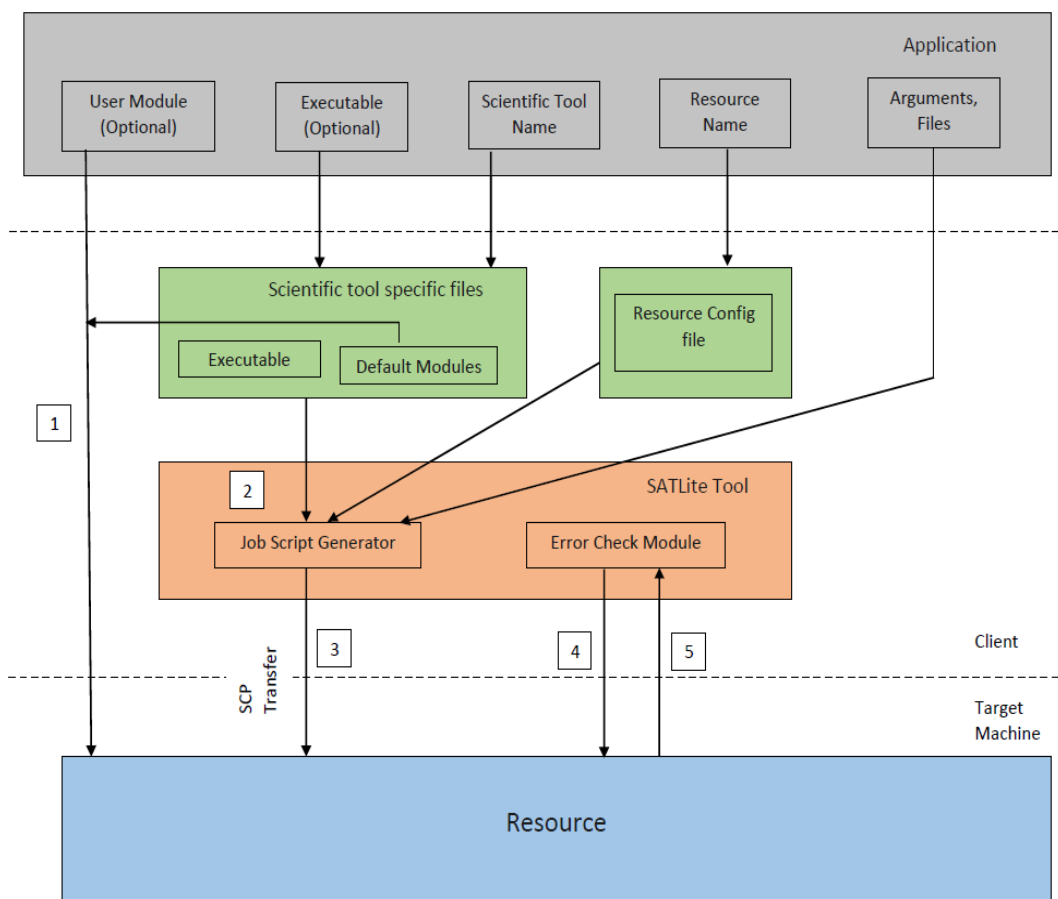 Application
User Module
(Optional)
Executable
(Optional)
Scientific Tool
Name
Resource
Name
Arguments,
Files
Scientific tool specific files
Executable
Default Modules
Resource Config
file
1
2
SATLite Tool
Job Script Generator
Error Check Module
SCP
Transfer
3
4
5
Client
Target
Machine
Resource